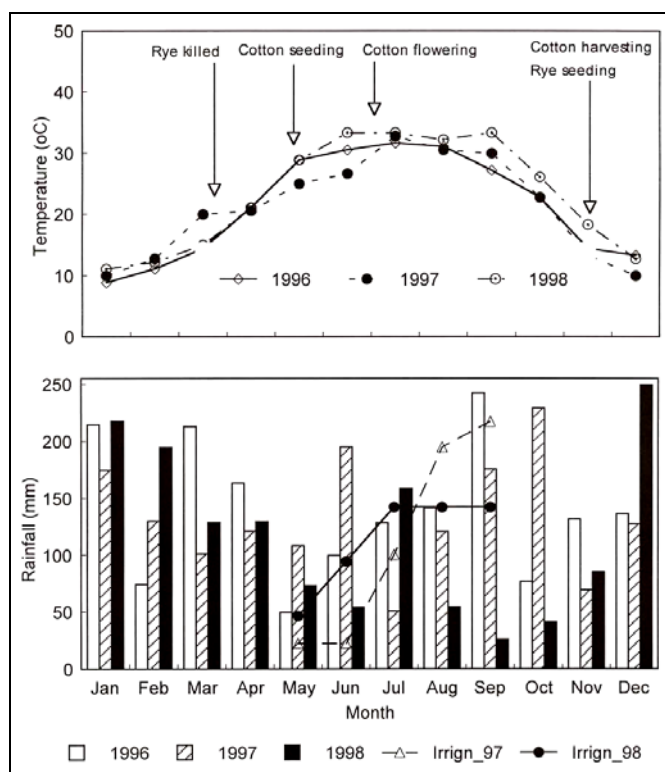 50
40
30
20
10
0
Temperature (oC)
Rye killed
Cotton seeding
Cotton flowering
Cotton harvesting
Rye seeding
1996 1997 1998
250
200
150
100
50
0
Rainfall (mm)
Jan Feb Mar Apr May Jun Jul Aug Sep Oct Nov Dec
Month
1996 1997 1998 Irrign_97 Irrign_98